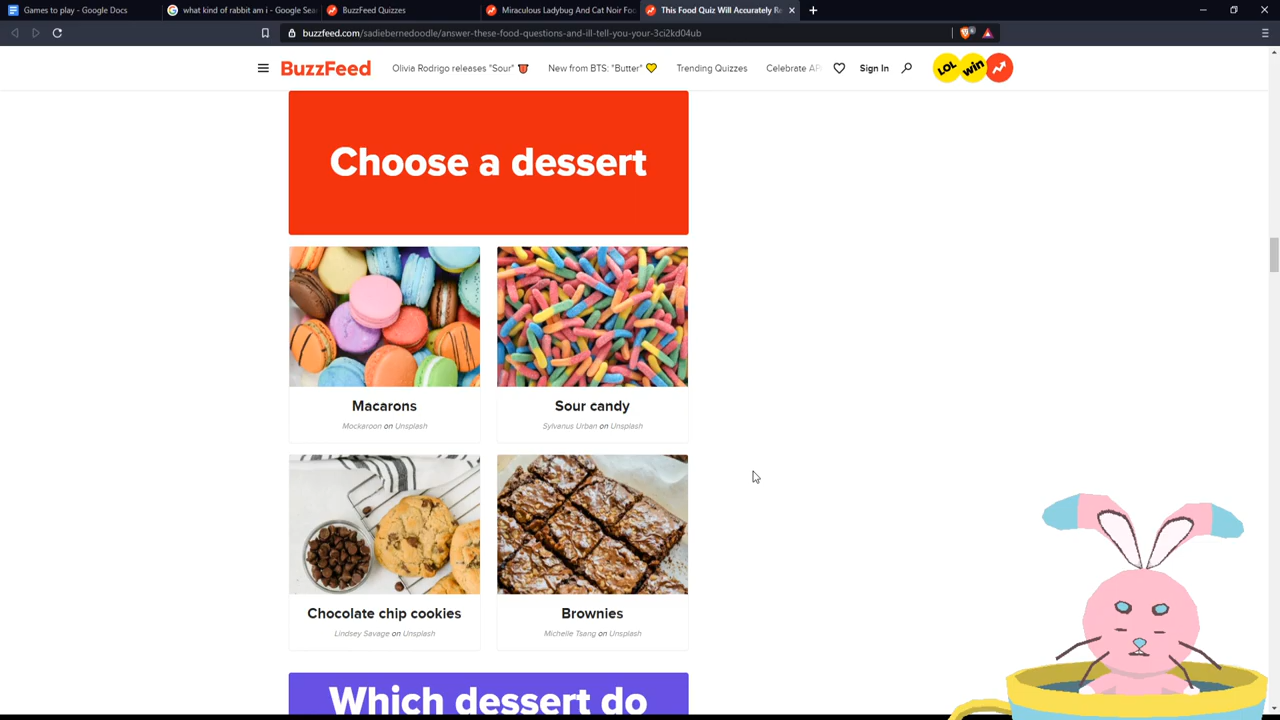 Games to play - Google Docs
what kind of rabbit am i - Google Sea
BuzzFeed Quizzes
Miraculous Ladybug And Cat Noir Foo
This Food Quiz Will Accurately Re
buzzfeed.com/sadiebernedoodle/answer-these-food-questions-and-ill-tell-you-your-3ci2kd04ub
BuzzFeed
Olivia Rodrigo releases "Sour"
New from BTS: "Butter"
Trending Quizzes
Celebrate AP
Sign In
LOL
win
Choose a dessert
Macarons
Sour candy
Mockaroon on Unsplash
Sylvanus Urban on Unsplash
Chocolate chip cookies
Brownies
Lindsey Savage on Unsplash
Michelle Tsang on Unsplash
Which dessert do